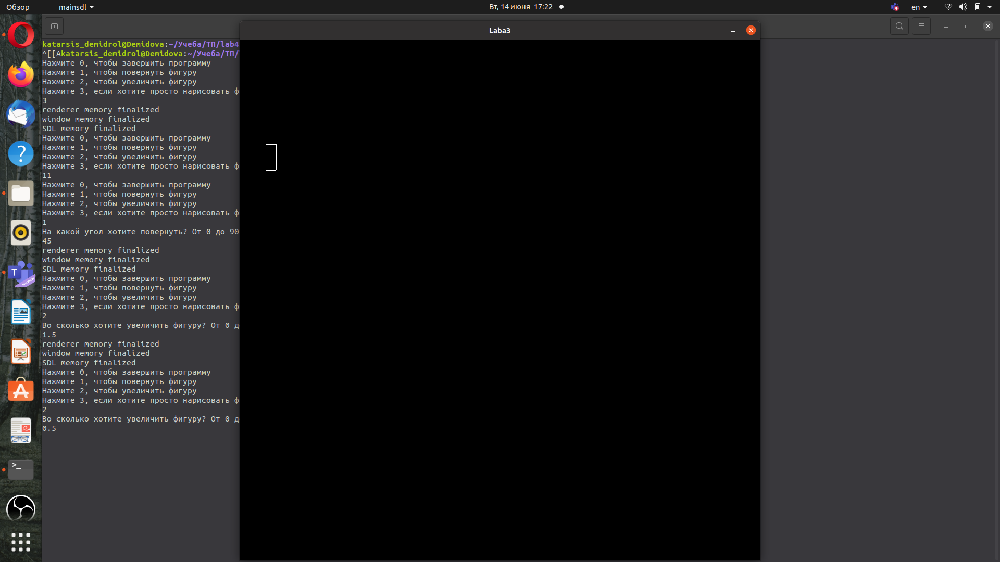 Обзор mainsdl Вт, 14 июня 17:22 en
Laba3
katarsis_demidrol@Demidova:~/Учеба/ТП/lab4
^[[Akatarsis_demidrol@Demidova:~/Учеба/ТП/
Нажмите 0, чтобы завершить программу
Нажмите 1, чтобы повернуть фигуру
Нажмите 2, чтобы увеличить фигуру
Нажмите 3, если хотите просто нарисовать ф
3
renderer memory finalized
window memory finalized
SDL memory finalized
Нажмите 0, чтобы завершить программу
Нажмите 1, чтобы повернуть фигуру
Нажмите 2, чтобы увеличить фигуру
Нажмите 3, если хотите просто нарисовать ф
11
Нажмите 0, чтобы завершить программу
Нажмите 1, чтобы повернуть фигуру
Нажмите 2, чтобы увеличить фигуру
Нажмите 3, если хотите просто нарисовать ф
1
На какой угол хотите повернуть? От 0 до 90
45
renderer memory finalized
window memory finalized
SDL memory finalized
Нажмите 0, чтобы завершить программу
Нажмите 1, чтобы повернуть фигуру
Нажмите 2, чтобы увеличить фигуру
Нажмите 3, если хотите просто нарисовать ф
2
Во сколько хотите увеличить фигуру? От 0 д
1.5
renderer memory finalized
window memory finalized
SDL memory finalized
Нажмите 0, чтобы завершить программу
Нажмите 1, чтобы повернуть фигуру
Нажмите 2, чтобы увеличить фигуру
Нажмите 3, если хотите просто нарисовать ф
2
Во сколько хотите увеличить фигуру? От 0 д
0.5
T
PREVIEW